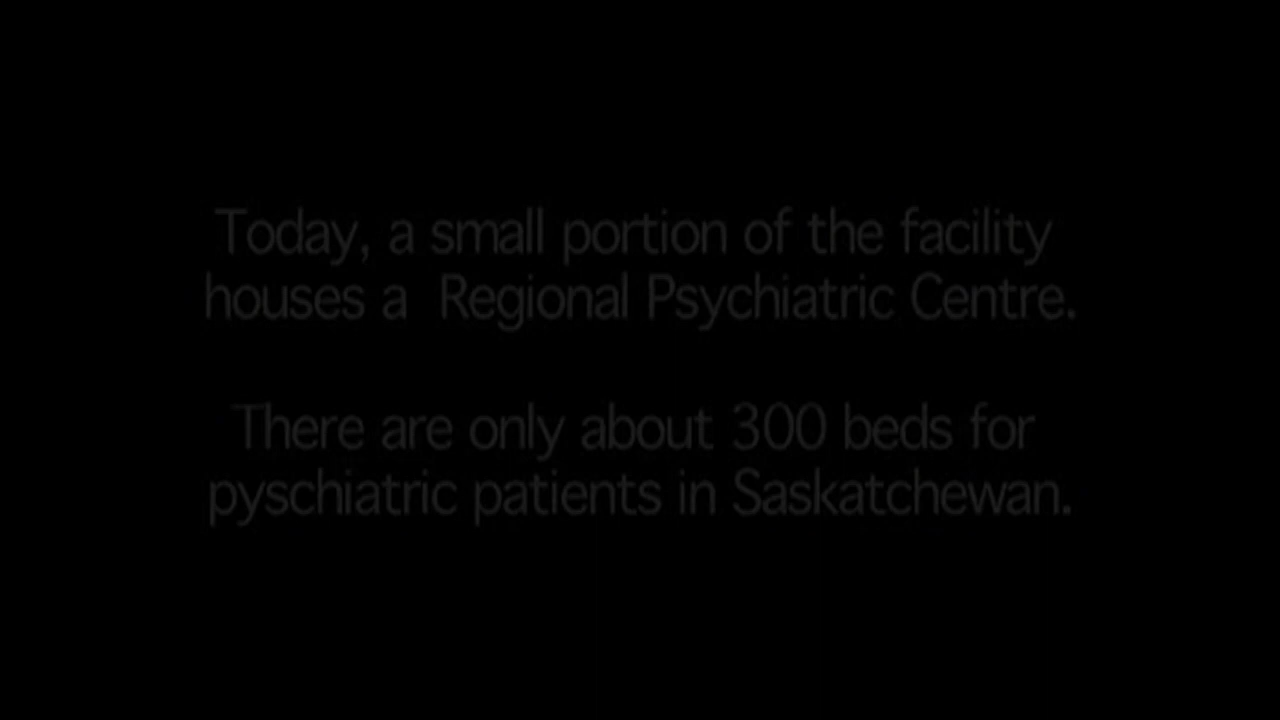 Today, a small portion of the facility
houses a  Regional Psychiatric Centre.
There are only about 300 beds for
pyschiatric patients in Saskatchewan.